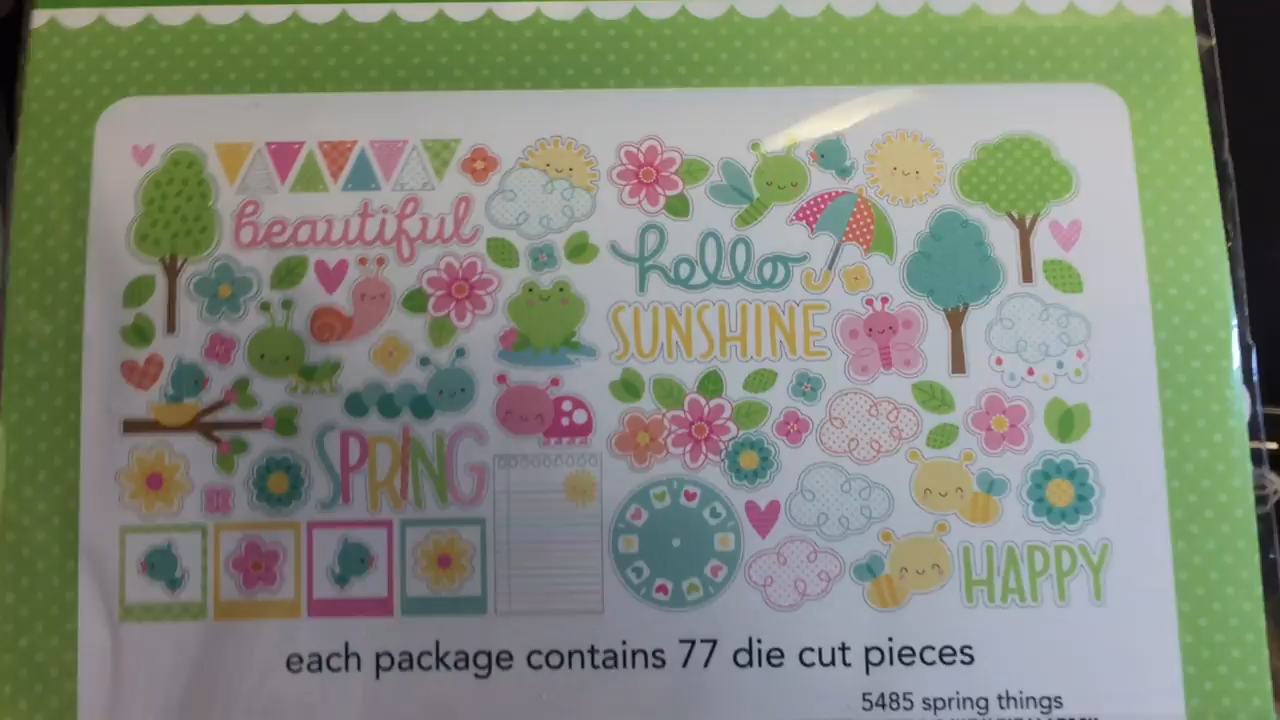 beautiful
hello
SUNSHINE
SPRING
HAPPY
each package contains 77 die cut pieces
5485 spring things